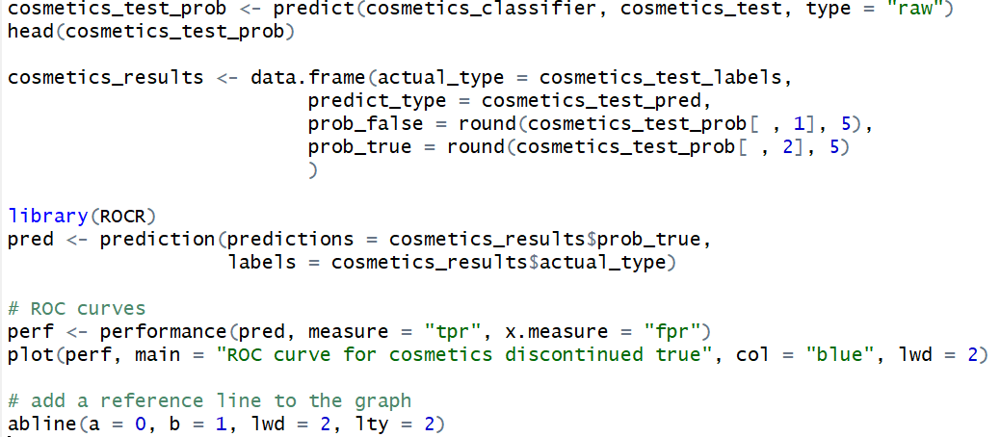 cosmetics_test_prob <- predict(cosmetics_classifier, cosmetics_test, type = "raw")
head(cosmetics_test_prob)
cosmetics_results <- data.frame(actual_type = cosmetics_test_labels,
predict_type = cosmetics_test_pred,
prob_false = round(cosmetics_test_prob[ , 1], 5),
prob_true = round(cosmetics_test_prob[ , 2], 5)
)
library(ROCR)
pred <- prediction(predictions = cosmetics_results$prob_true,
labels = cosmetics_results$actual_type)
# ROC curves
perf <- performance(pred, measure = "tpr", x.measure = "fpr")
plot(perf, main = "ROC curve for cosmetics discontinued true", col = "blue", lwd = 2)
# add a reference line to the graph
abline(a = 0, b = 1, lwd = 2, lty = 2)